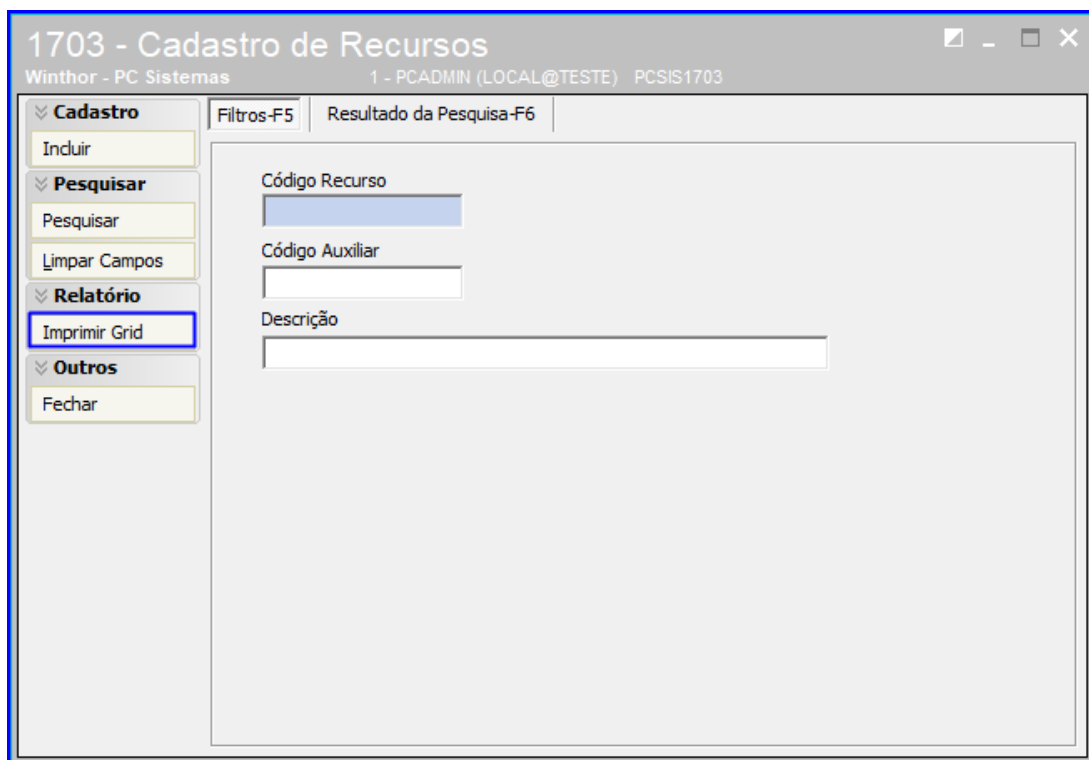 1703 - Cadastro de Recursos
Winthor - PC Sistemas 1 - PCADMIN (LOCAL@TESTE) PCSIS1703
Cadastro
Incluir
Pesquisar
Pesquisar
Limpar Campos
Relatório
Imprimir Grid
Outros
Fechar
Filtros-F5 Resultado da Pesquisa-F6
Código Recurso
Código Auxiliar
Descrição